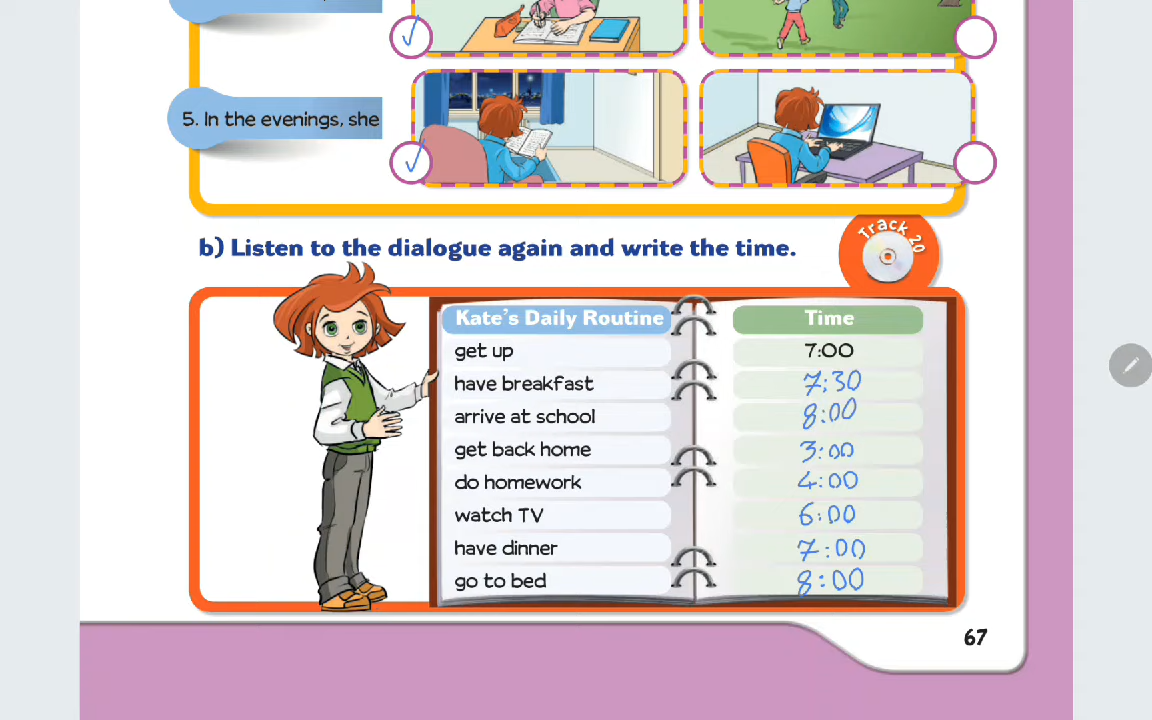 5. In the evenings, she
b) Listen to the dialogue again and write the time.
Track 20
Kate's Daily Routine Time
get up 7:00
have breakfast 7:30
arrive at school 8:00
get back home 3:00
do homework 4:00
watch TV 6:00
have dinner 7:00
go to bed 8:00
67